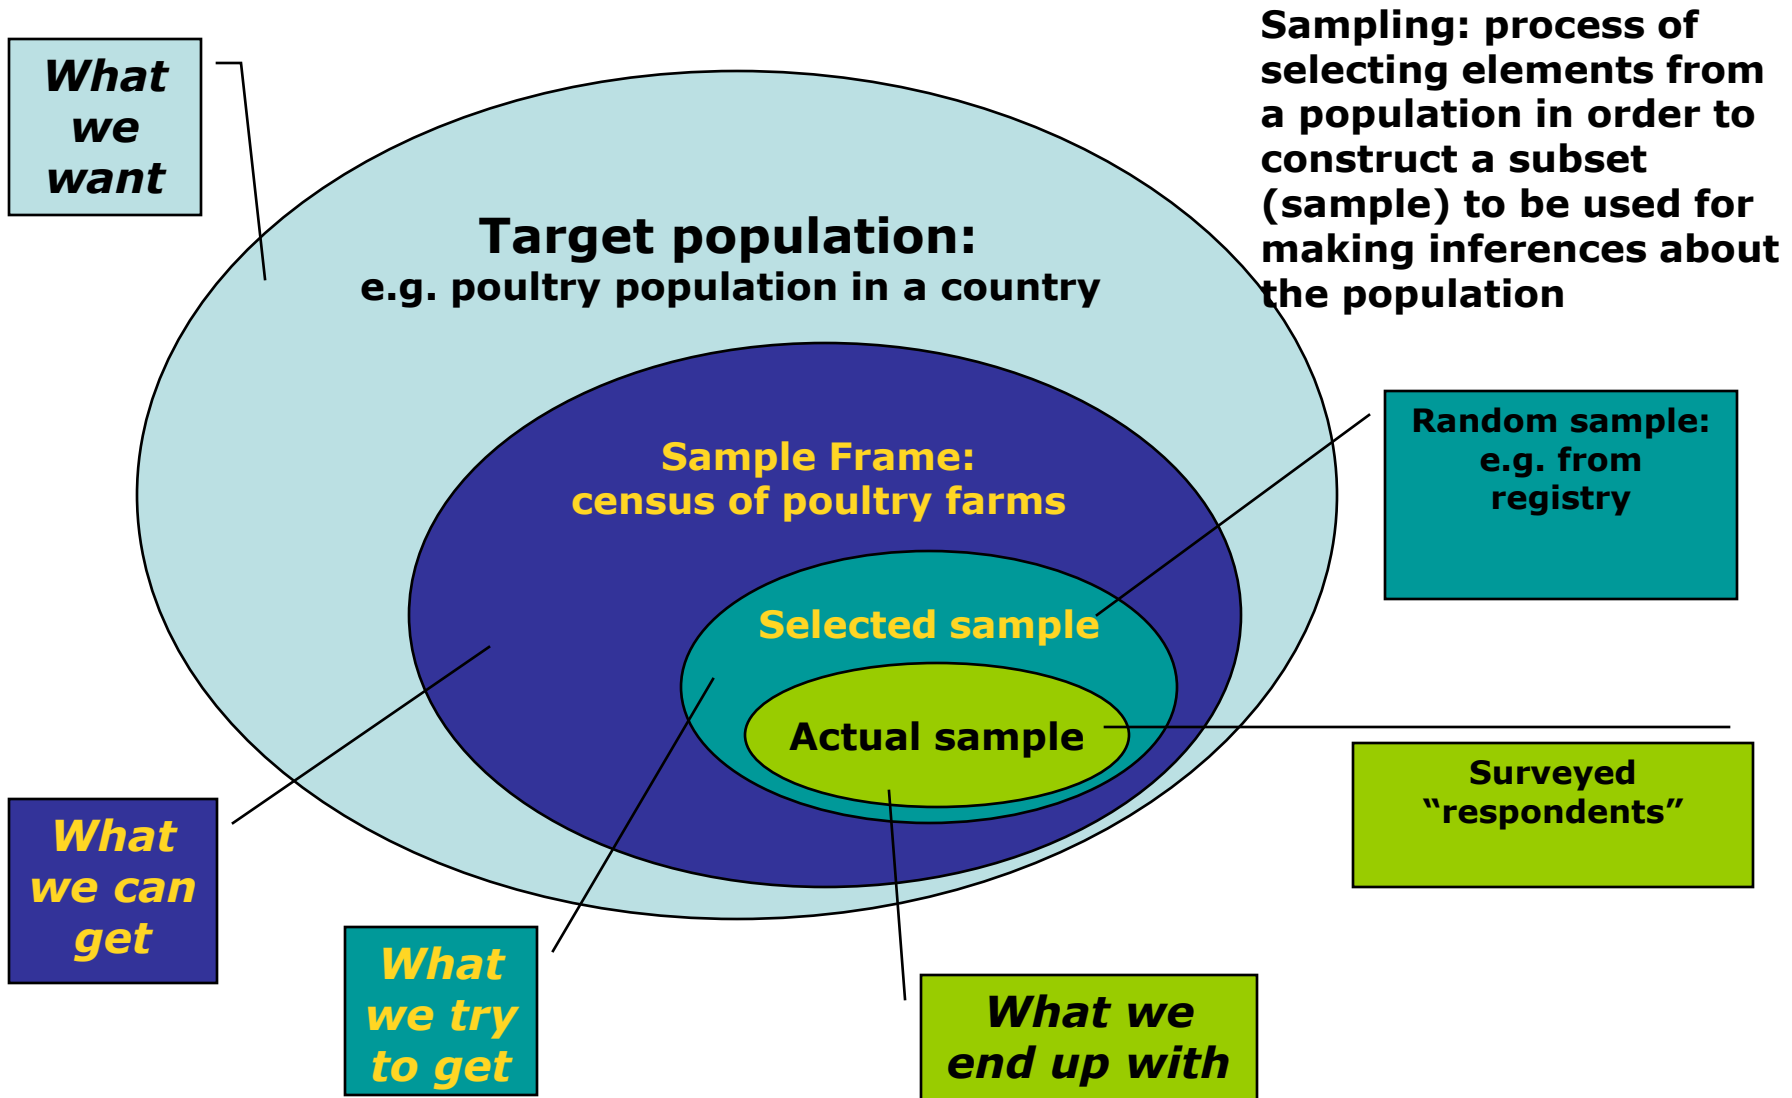 Sampling: process of
selecting elements from
a population in order to
construct a subset
(sample) to be used for
making inferences about
the population
What
we
want
Target population:
e.g. poultry population in a country
Sample Frame:
census of poultry farms
Random sample:
e.g. from
registry
Selected sample
Actual sample
Surveyed
“respondents”
What
we can
get
What
we try
to get
What we
end up with